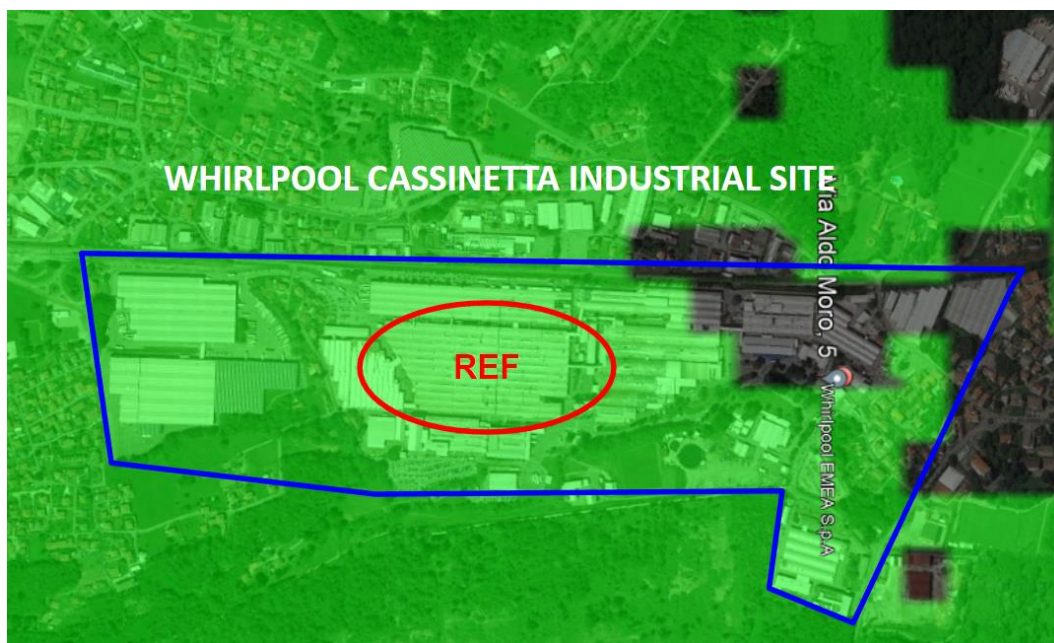 WHIRLPOOL CASSINETTA INDUSTRIAL SITE
Via Aldo Moro, 5
REF
Whirlpool EMEA S.p.A